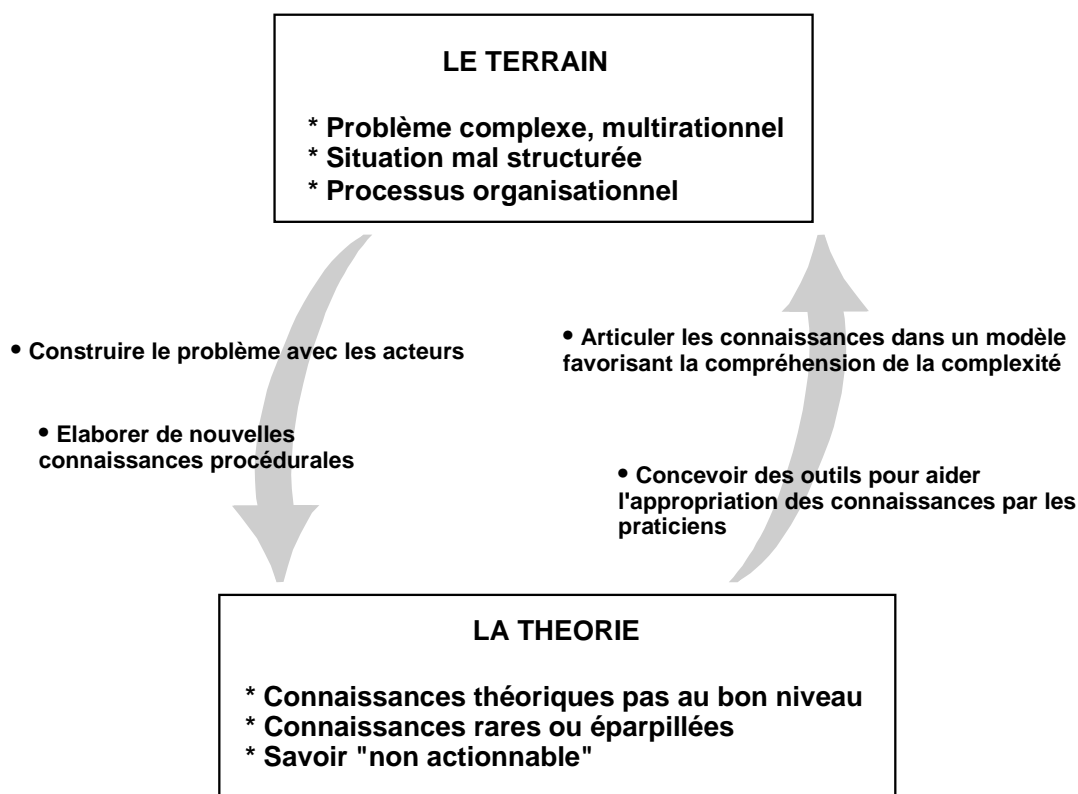 LE TERRAIN
* Problème complexe, multirationnel
* Situation mal structurée
* Processus organisationnel
• Construire le problème avec les acteurs
• Elaborer de nouvelles
connaissances procédurales
• Articuler les connaissances dans un modèle
favorisant la compréhension de la complexité
• Concevoir des outils pour aider
l'appropriation des connaissances par les
praticiens
LA THEORIE
* Connaissances théoriques pas au bon niveau
* Connaissances rares ou éparpillées
* Savoir "non actionnable"